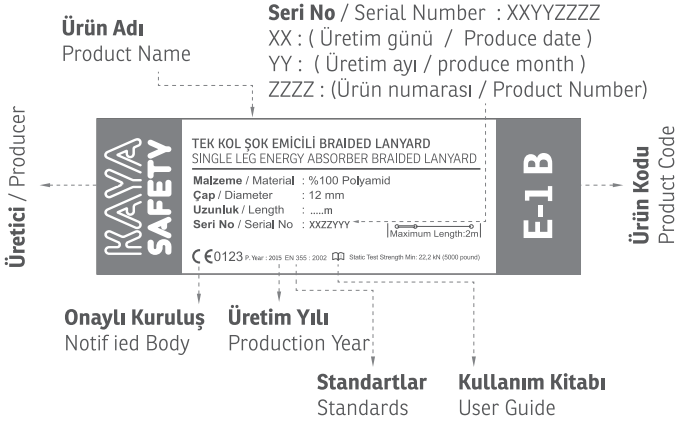 Ürün Adı
Product Name
Seri No / Serial Number : XXYYZZZZ
XX : ( Üretim günü / Produce date )
YY : ( Üretim ayı / produce month )
ZZZZ : (Ürün numarası / Product Number)
Üretici / Producer
KAYA
SAFETY
TEK KOL ŞOK EMİCİLİ BRAIDED LANYARD
SINGLE LEG ENERGY ABSORBER BRAIDED LANYARD
Malzeme / Material : %100 Polyamid
Çap / Diameter : 12 mm
Uzunluk / Length : .....m
Seri No / Serial No : XXZZYYY
Maximum Length:2m
CE0123 P. Year : 2015 EN 355 : 2002 Static Test Strength Min: 22,2 kN (5000 pound)
E-1 B
Ürün Kodu
Product Code
Onaylı Kuruluş
Notif ied Body
Üretim Yılı
Production Year
Standartlar
Standards
Kullanım Kitabı
User Guide